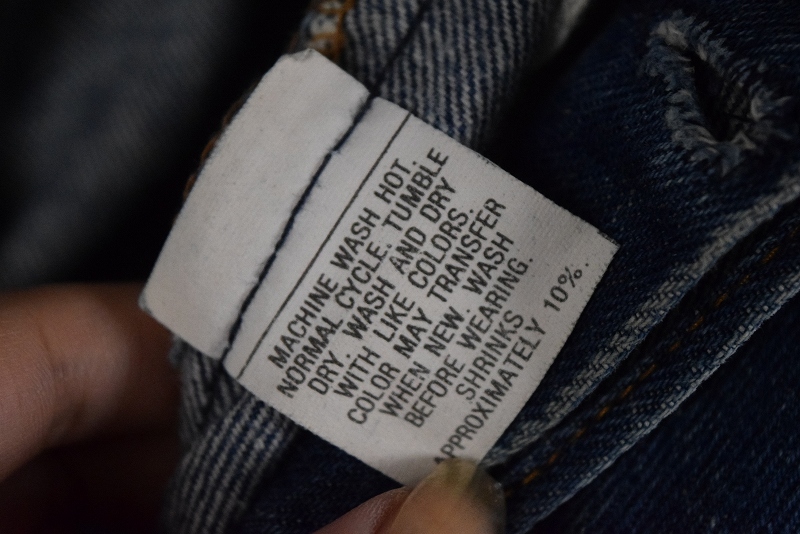 MACHINE WASH HOT.
NORMAL CYCLE. TUMBLE
DRY. WASH AND DRY
WITH LIKE COLORS.
COLOR MAY TRANSFER
WHEN NEW. WASH
BEFORE WEARING.
SHRINKS
APPROXIMATELY 10%.